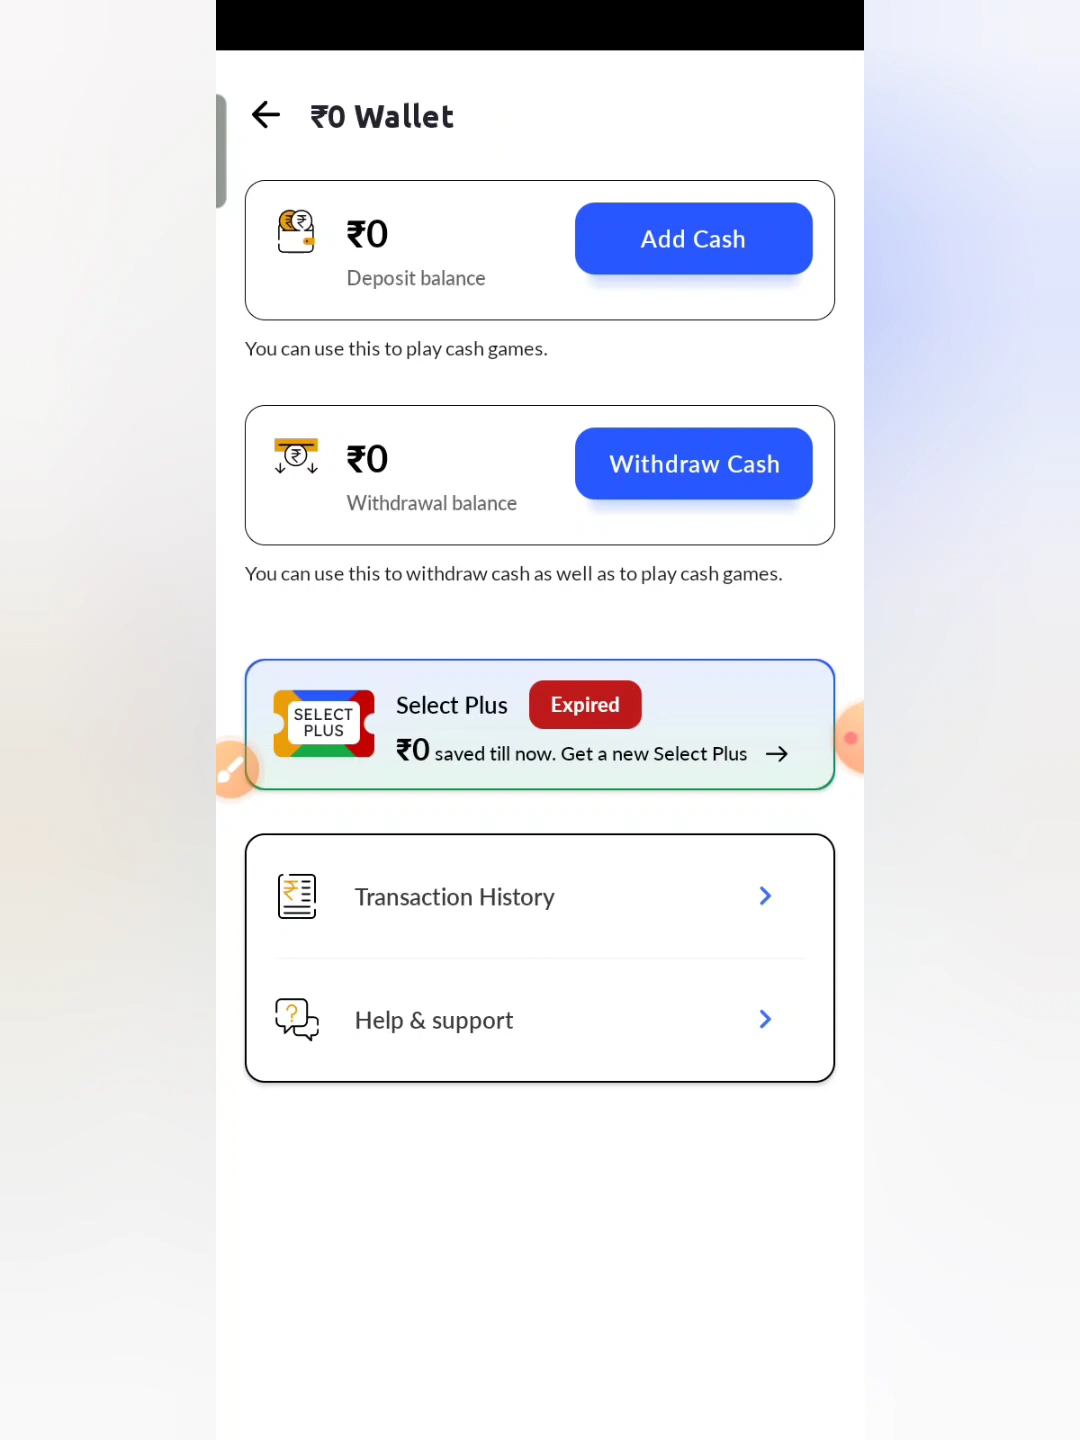 ₹0 Wallet
₹0
Add Cash
Deposit balance
You can use this to play cash games.
₹0
Withdraw Cash
Withdrawal balance
You can use this to withdraw cash as well as to play cash games.
SELECT
PLUS
Select Plus
Expired
₹0 saved till now. Get a new Select Plus
Transaction History
Help & support